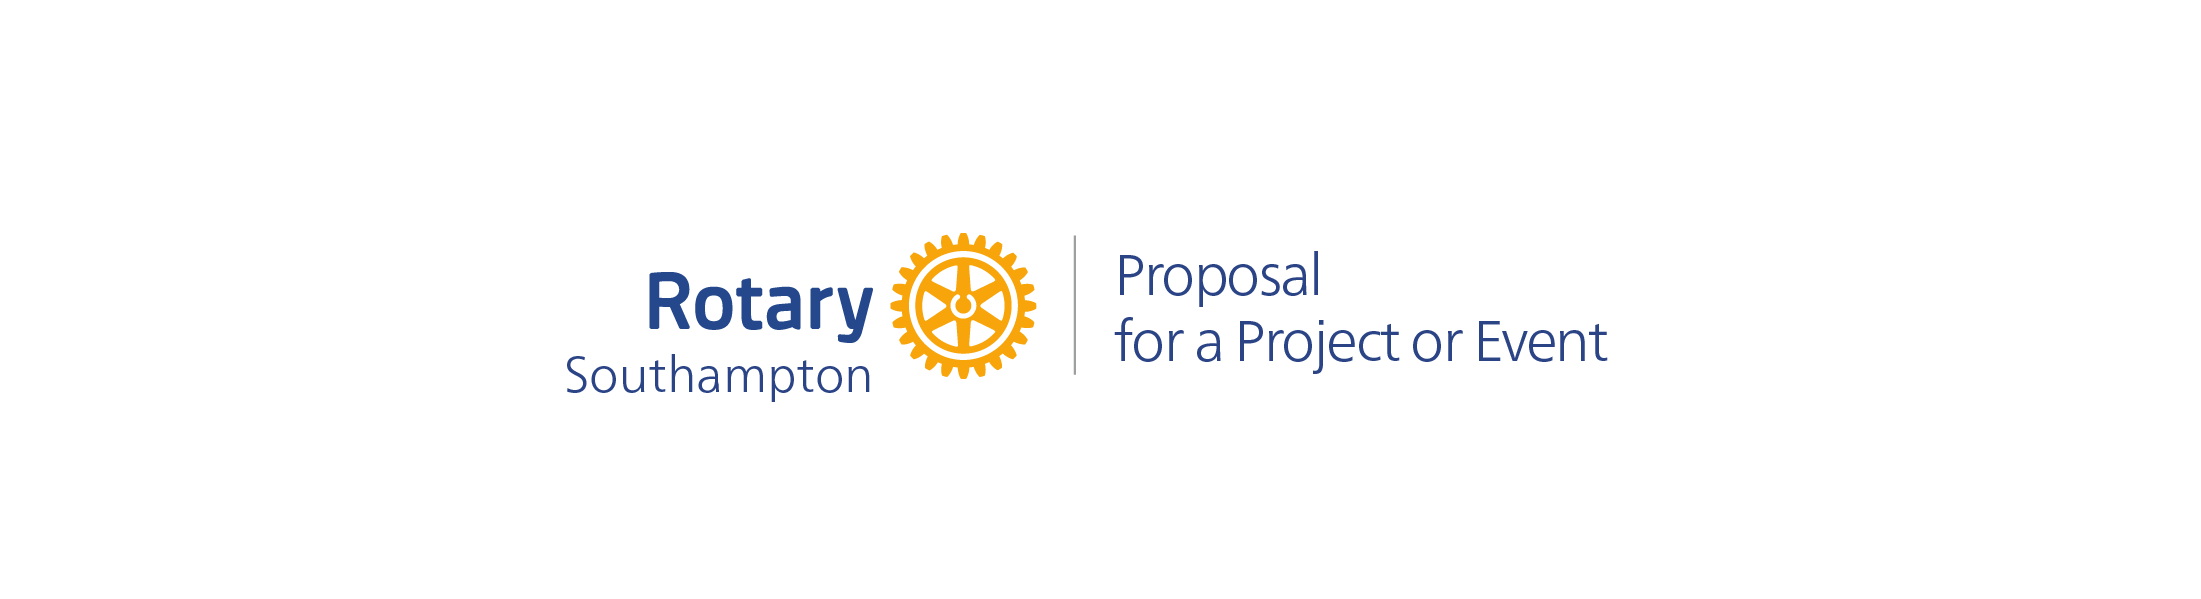 Rotary
Southampton
Proposal
for a Project or Event